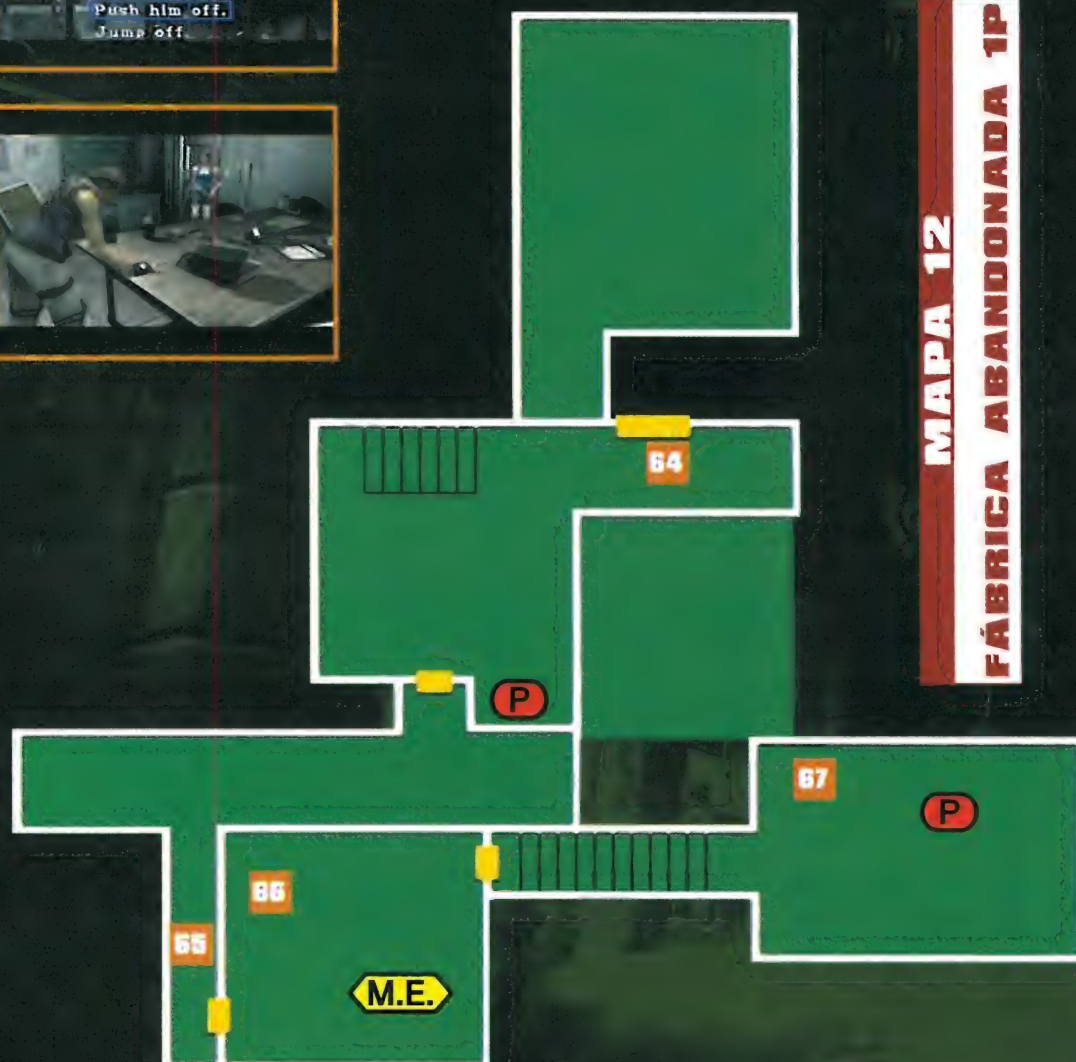 Push him off.
Jump off
MAPA 12
FÁBRICA ABANDONADA 1P
64
P
67
P
66
65
M.E.